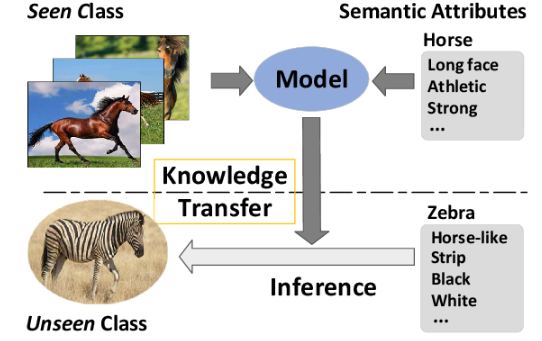 Seen Class
Semantic Attributes
Horse
Long face
Athletic
Strong
...
Model
Knowledge
Transfer
Zebra
Horse-like
Strip
Black
White
...
Inference
Unseen Class